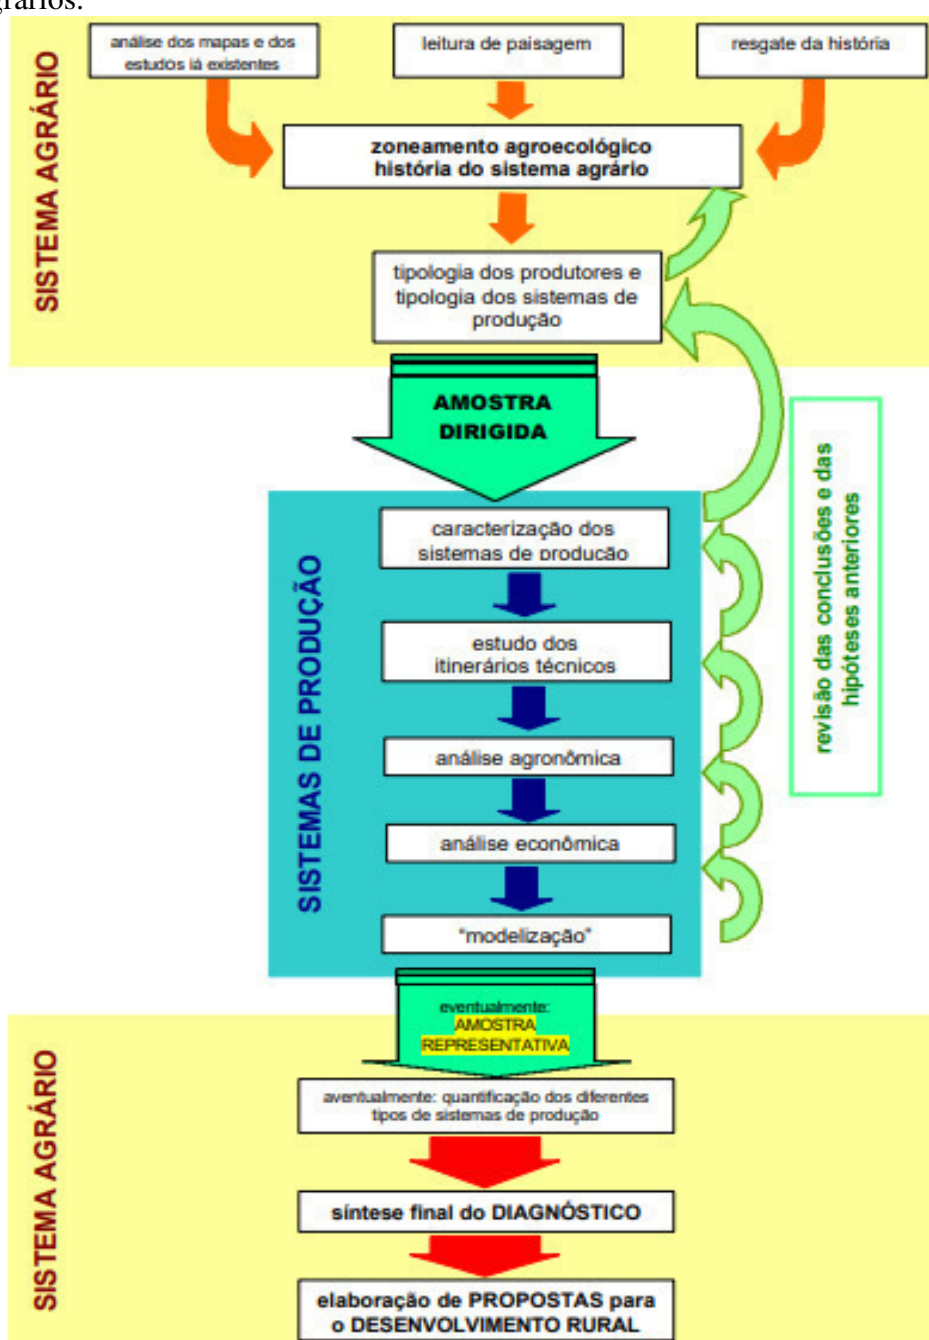 grários.
análise dos mapas e dos
estudos já existentes
leitura de paisagem
resgate da história
SISTEMA AGRÁRIO
zoneamento agroecológico
história do sistema agrário
tipologia dos produtores e
tipologia dos sistemas de
produção
AMOSTRA
DIRIGIDA
revisão das conclusões e das
hipóteses anteriores
SISTEMAS DE PRODUÇÃO
caracterização dos
sistemas de produção
estudo dos
itinerários técnicos
análise agronômica
análise econômica
“modelização”
eventualmente:
AMOSTRA
REPRESENTATIVA
SISTEMA AGRÁRIO
aventualmente: quantificação dos diferentes
tipos de sistemas de produção
síntese final do DIAGNÓSTICO
elaboração de PROPOSTAS para
o DESENVOLVIMENTO RURAL